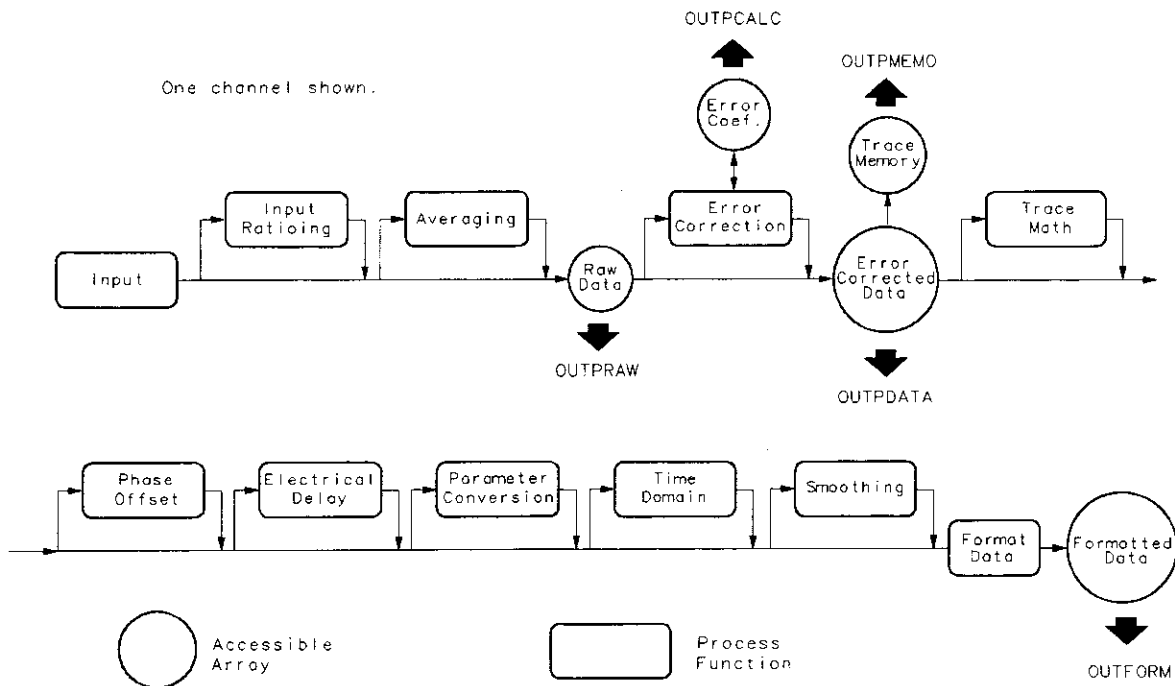 OUTPCALC
OUTPMEMO
One channel shown.
Error
Coef.
Trace
Memory
Input
Ratioing
Averaging
Error
Correction
Trace
Math
Input
Raw
Data
Error
Corrected
Data
OUTPRAW
OUTPDATA
Phase
Offset
Electrical
Delay
Parameter
Conversion
Time
Domain
Smoothing
Format
Data
Formatted
Data
Accessible
Array
Process
Function
OUTFORM